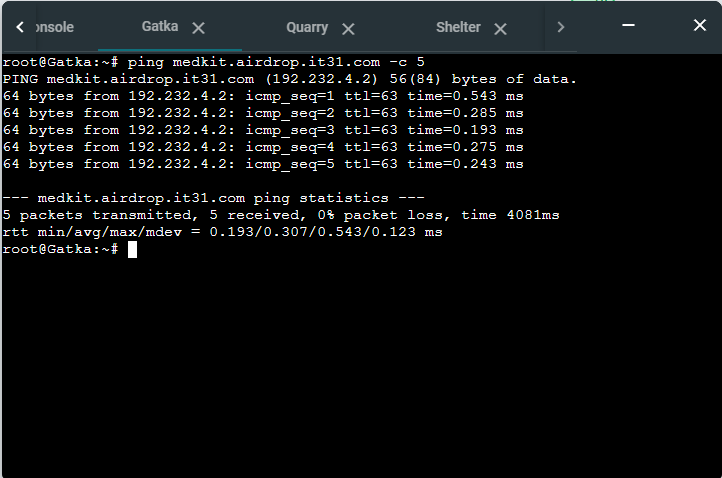 onsole Gatka Quarry Shelter
root@Gatka:~# ping medkit.airdrop.it31.com -c 5
PING medkit.airdrop.it31.com (192.232.4.2) 56(84) bytes of data.
64 bytes from 192.232.4.2: icmp_seq=1 ttl=63 time=0.543 ms
64 bytes from 192.232.4.2: icmp_seq=2 ttl=63 time=0.285 ms
64 bytes from 192.232.4.2: icmp_seq=3 ttl=63 time=0.193 ms
64 bytes from 192.232.4.2: icmp_seq=4 ttl=63 time=0.275 ms
64 bytes from 192.232.4.2: icmp_seq=5 ttl=63 time=0.243 ms
--- medkit.airdrop.it31.com ping statistics ---
5 packets transmitted, 5 received, 0% packet loss, time 4081ms
rtt min/avg/max/mdev = 0.193/0.307/0.543/0.123 ms
root@Gatka:~#